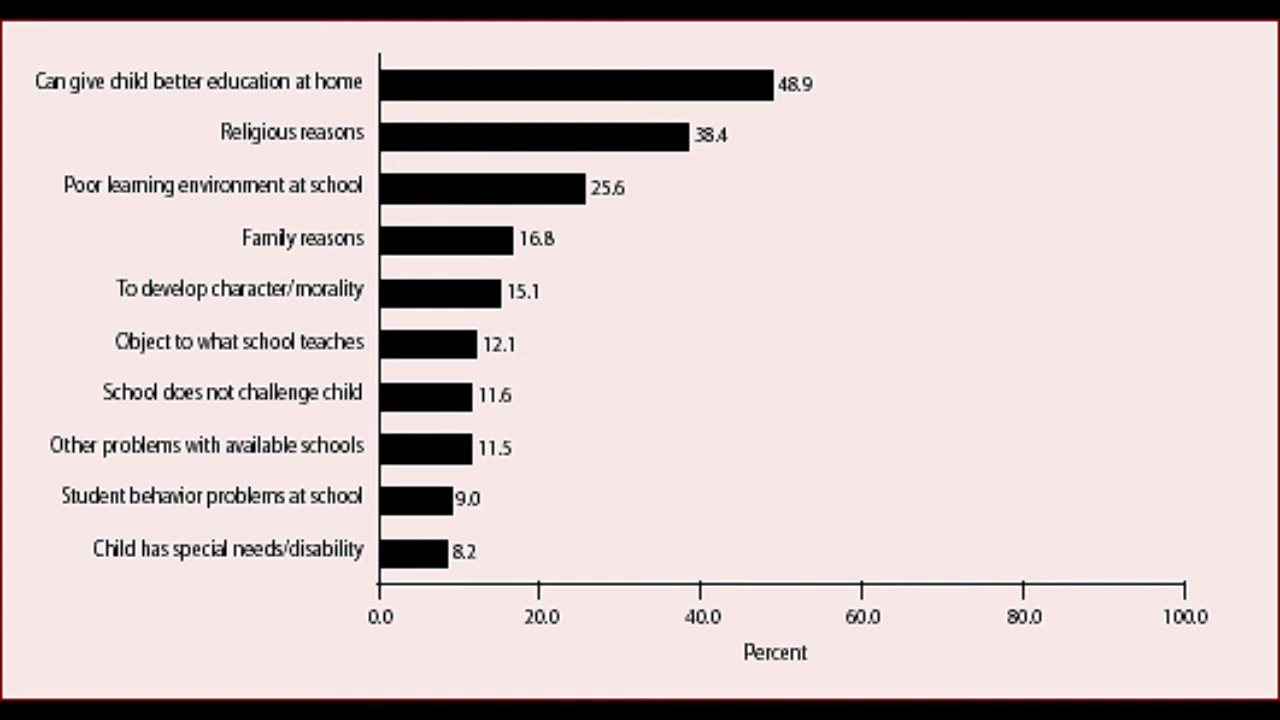 Can give child better education at home 48.9
Religious reasons 38.4
Poor learning environment at school 25.6
Family reasons 16.8
To develop character/morality 15.1
Object to what school teaches 12.1
School does not challenge child 11.6
Other problems with available schools 11.5
Student behavior problems at school 9.0
Child has special needs/disability 8.2
0.0 20.0 40.0 60.0 80.0 100.0
Percent